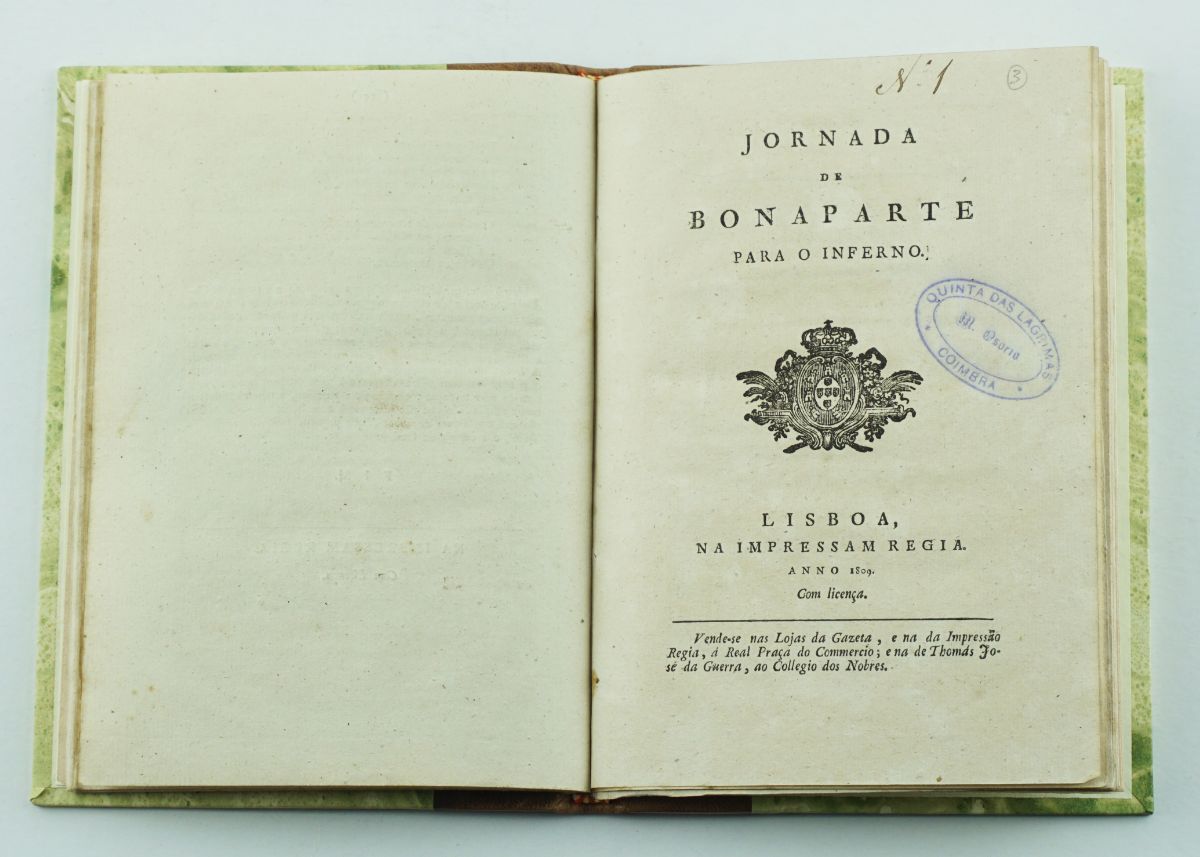 N.º 1
3
JORNADA
DE
BONAPARTE
PARA O INFERNO.
QUINTA DAS LAGRIMAS
M. Osorio
COIMBRA
LISBOA,
NA IMPRESSAM REGIA.
ANNO 1809.
Com licença.
Vende-se nas Lojas da Gazeta, e na da Impressão
Regia, á Real Praça do Commercio; e na de Thomás Jo-
sé da Guerra, ao Collegio dos Nobres.